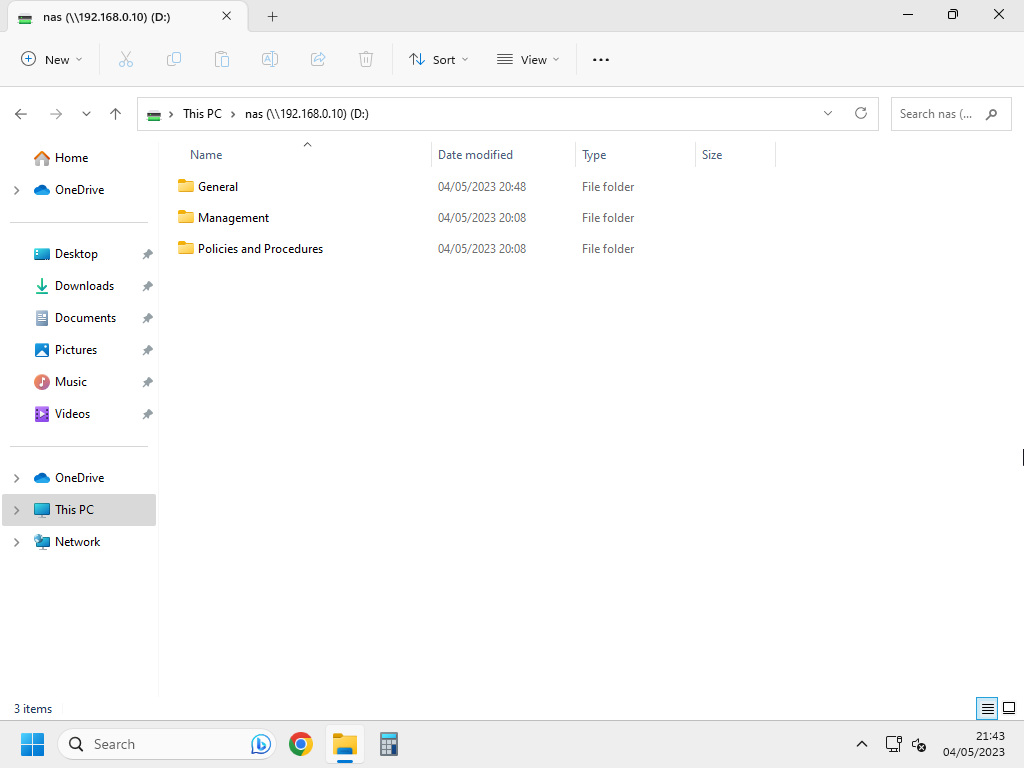 nas (\\192.168.0.10) (D:)
New
Sort
View
This PC
nas (\\192.168.0.10) (D:)
Search nas (...
Name
Date modified
Type
Size
General
04/05/2023 20:48
File folder
Management
04/05/2023 20:08
File folder
Policies and Procedures
04/05/2023 20:08
File folder
Home
OneDrive
Desktop
Downloads
Documents
Pictures
Music
Videos
OneDrive
This PC
Network
3 items
Search
21:43
04/05/2023